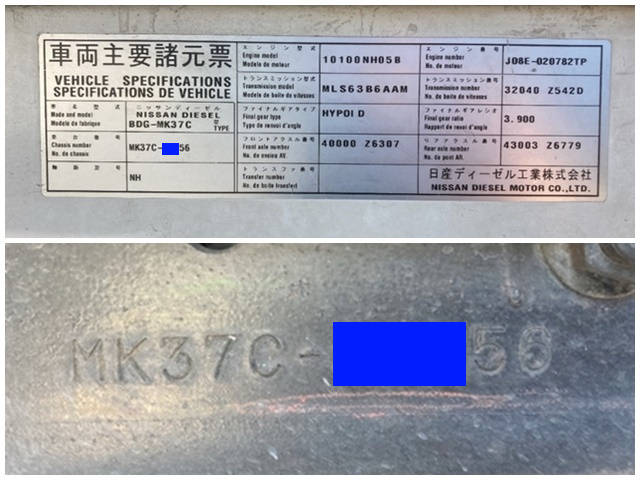 車両主要諸元票
VEHICLE SPECIFICATIONS
SPECIFICATIONS DE VEHICLE
車名型式
Make and model
Modele de fabrique
ニッサンディーゼル
NISSAN DIESEL
BDG-MK37C
型
TYPE
Chassis number
No. de chassis
MK37C- 56
NH
エンジン型式
Engine model
Modele de moteur
10100NH05B
トランスミッション型式
Transmission model
Modele de boite de vitesses
MLS63B6AAM
ファイナルギアタイプ
Final gear type
Type de renvoi d'angle
HYPOID
フロントアクスル番号
Front axle number
No. de essieu AV.
40000 Z6307
トランスファ番号
Transfer number
No. de boite transfert
エンジン番号
Engine number
No. de moteur
J08E-020782TP
トランスミッション番号
Transmission number
No. de boite de vitesses
32040 Z542D
ファイナルギアレシオ
Final gear ratio
Rapport de renvoi d'angle
3.900
リアアクスル番号
Rear axle number
No. du pont AR.
43003 Z6779
日産ディーゼル工業株式会社
NISSAN DIESEL MOTOR CO.,LTD.
MK37C- 56